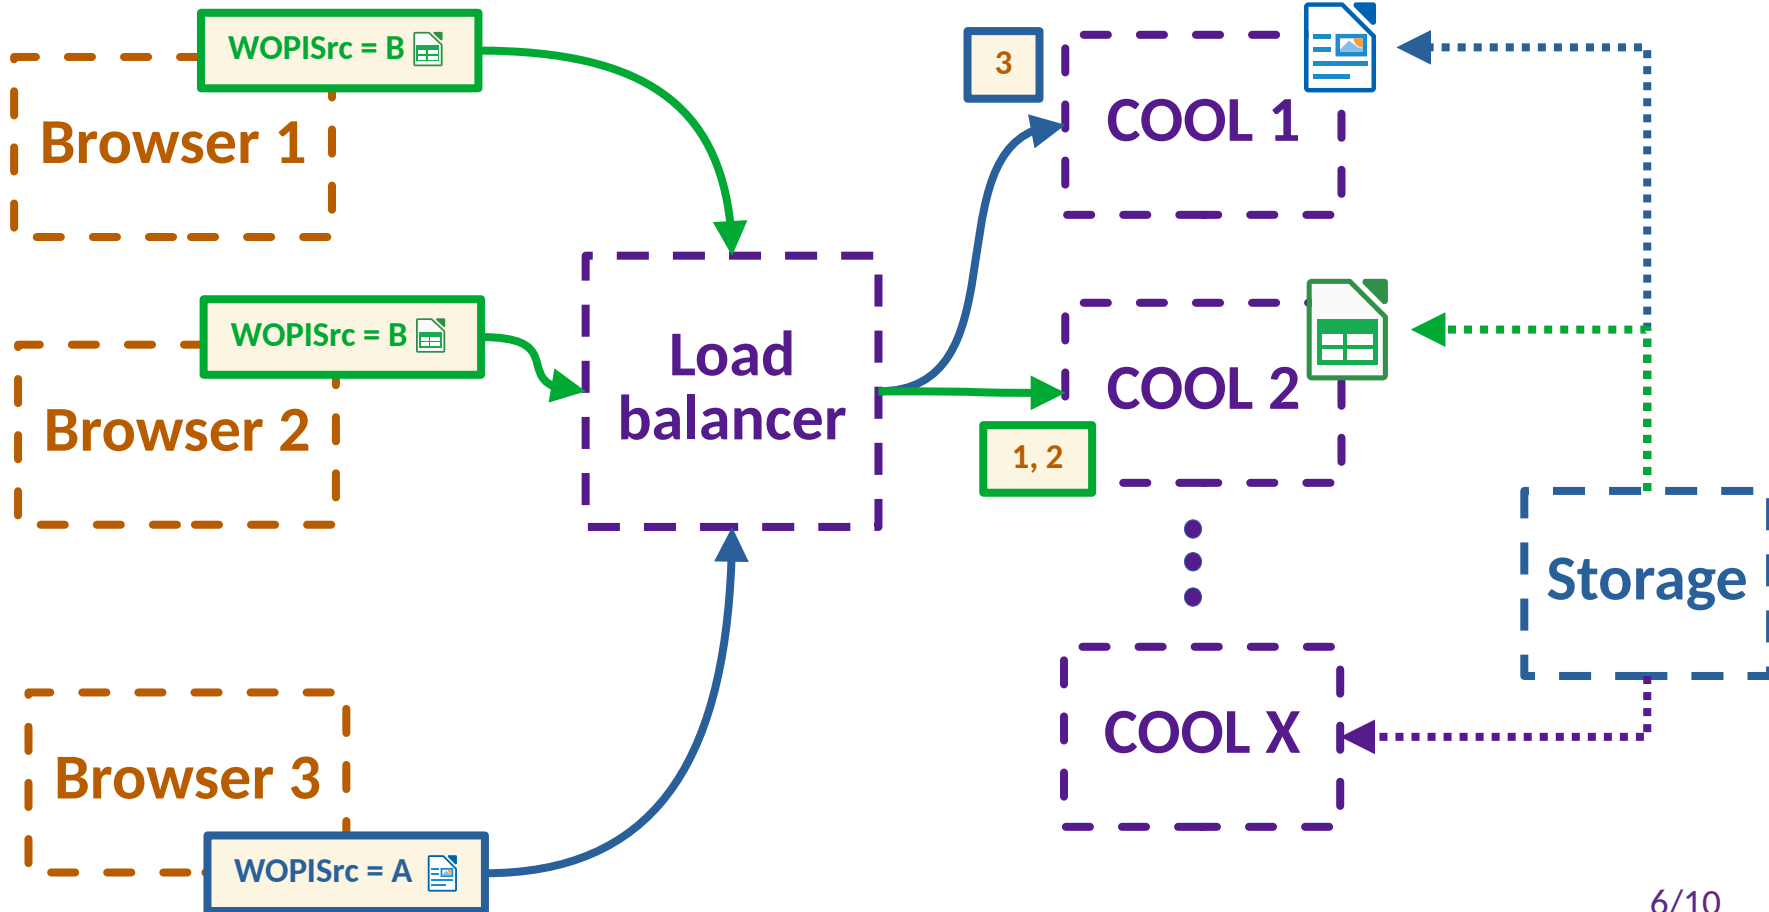 WOPISrc = B
Browser 1
WOPISrc = B
Browser 2
Browser 3
WOPISrc = A
Load
balancer
3
COOL 1
COOL 2
1, 2
COOL X
Storage
6/10